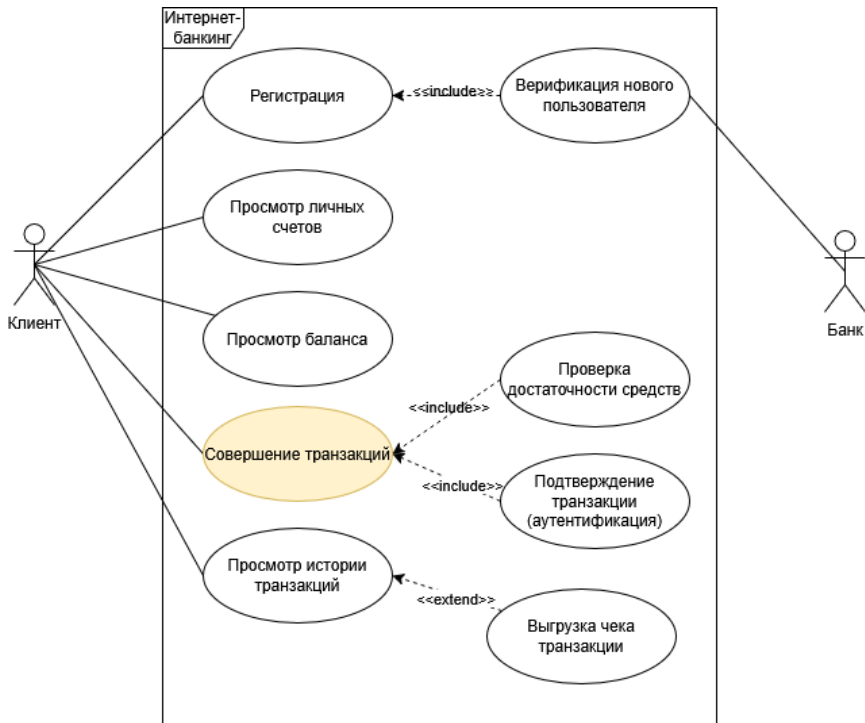 Интернет-
банкинг
Регистрация
<<include>>
Верификация нового
пользователя
Просмотр личных
счетов
Клиент
Банк
Просмотр баланса
Проверка
достаточности средств
<<include>>
Совершение транзакций
<<include>>
Подтверждение
транзакции
(аутентификация)
Просмотр истории
транзакций
<<extend>>
Выгрузка чека
транзакции